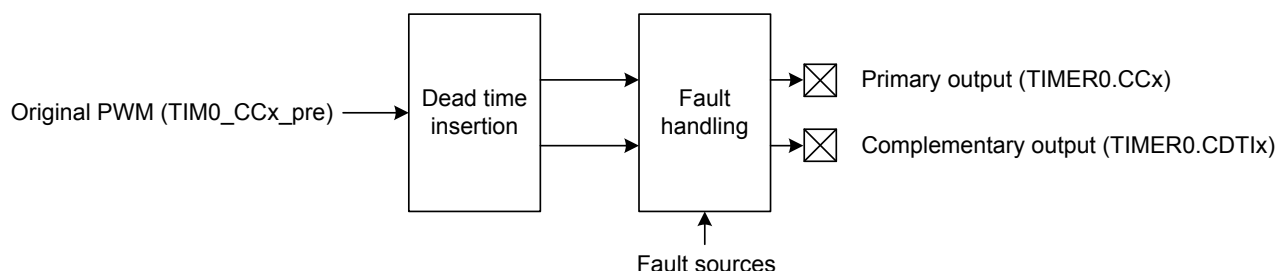 Original PWM (TIM0_CCx_pre)
Dead time
insertion
Fault
handling
Primary output (TIMER0.CCx)
Complementary output (TIMER0.CDTIx)
Fault sources